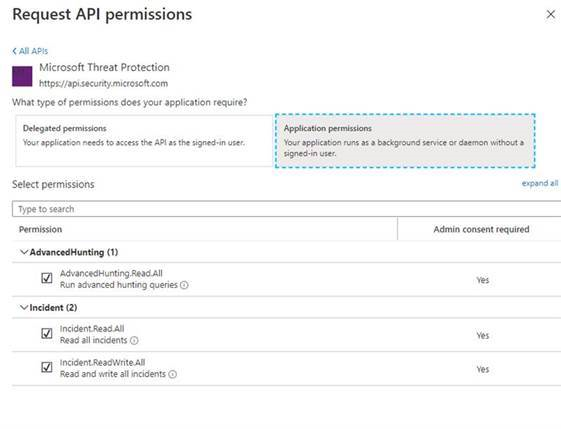 Request API permissions
All APIs
Microsoft Threat Protection
https://api.security.microsoft.com
What type of permissions does your application require?
Delegated permissions
Your application needs to access the API as the signed-in user.
Application permissions
Your application runs as a background service or daemon without a
signed-in user.
Select permissions
expand all
Type to search
Permission
Admin consent required
AdvancedHunting (1)
AdvancedHunting.Read.All
Run advanced hunting queries
Yes
Incident (2)
Incident.Read.All
Read all incidents
Yes
Incident.ReadWrite.All
Read and write all incidents
Yes